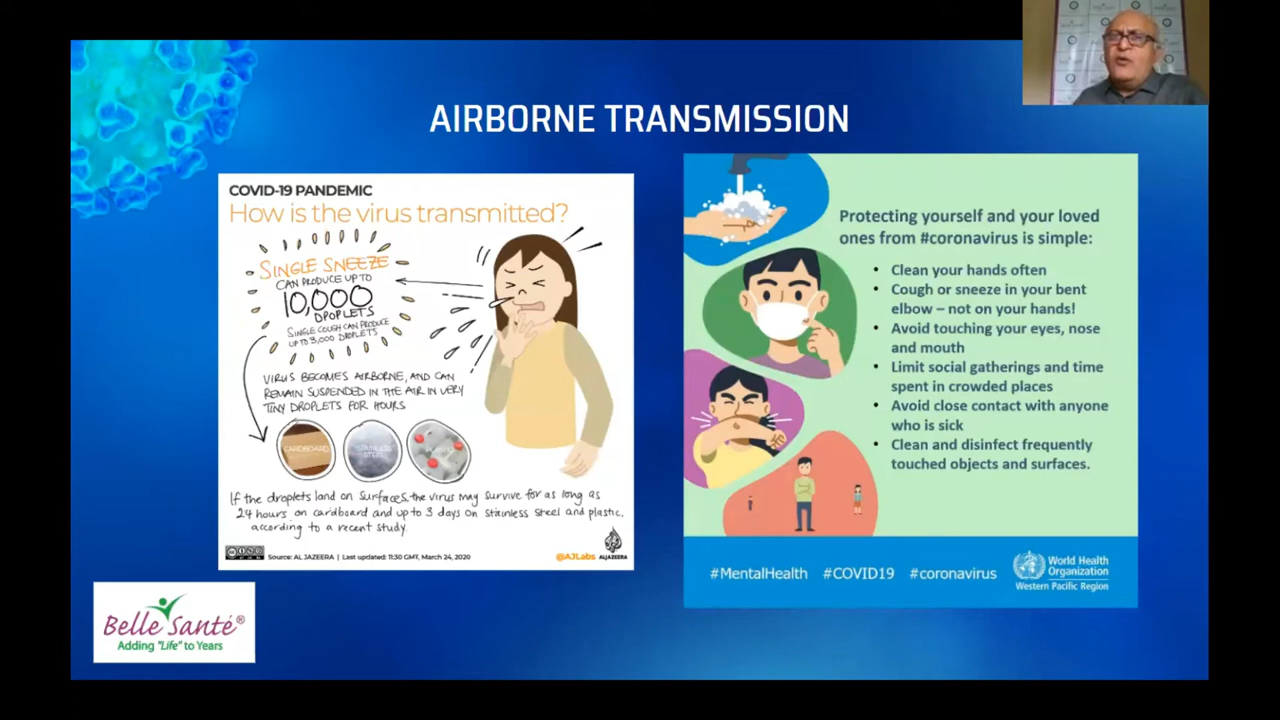 AIRBORNE TRANSMISSION
COVID-19 PANDEMIC
How is the virus transmitted?
SINGLE SNEEZE
CAN PRODUCE UP TO
10,000
DROPLETS
SINGLE COUGH CAN PRODUCE
UP TO 3,000 DROPLETS
VIRUS BECOMES AIRBORNE, AND CAN
REMAIN SUSPENDED IN THE AIR IN VERY
TINY DROPLETS FOR HOURS
CARDBOARD
STAINLESS
STEEL
If the droplets land on surfaces, the virus may survive for as long as
24 hours on cardboard and up to 3 days on stainless steel and plastic,
according to a recent study.
Source: AL JAZEERA | Last updated: 11:30 GMT, March 24, 2020
@AJLabs
ALJAZEERA
Protecting yourself and your loved
ones from #coronavirus is simple:
• Clean your hands often
• Cough or sneeze in your bent
elbow – not on your hands!
• Avoid touching your eyes, nose
and mouth
• Limit social gatherings and time
spent in crowded places
• Avoid close contact with anyone
who is sick
• Clean and disinfect frequently
touched objects and surfaces.
#MentalHealth #COVID19 #coronavirus
World Health
Organization
Western Pacific Region
Belle Santé®
Adding "Life" to Years